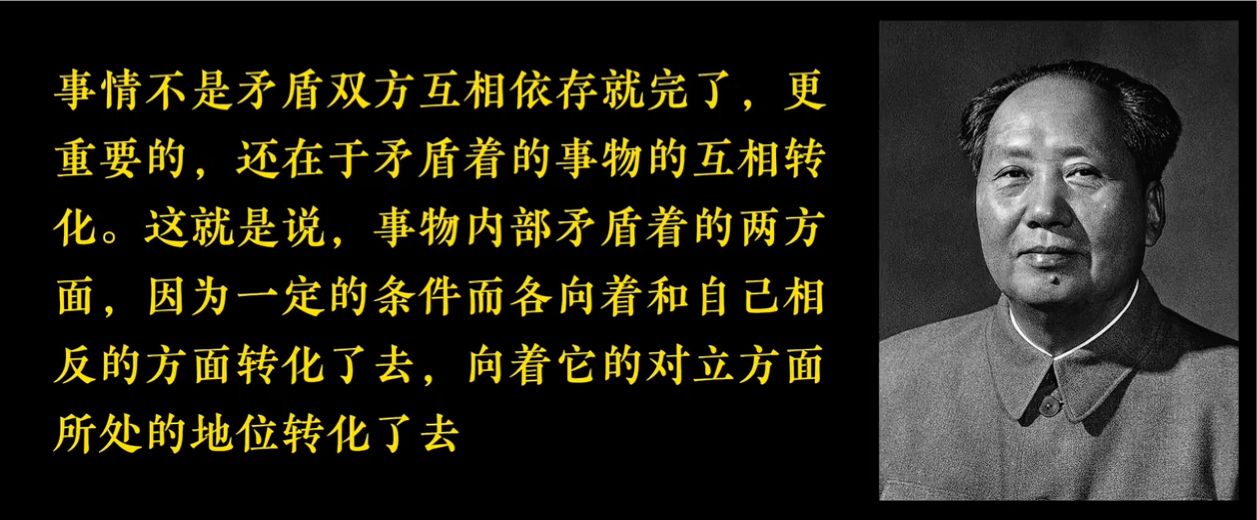 事情不是矛盾双方互相依存就完了，更
重要的，还在于矛盾着的事物的互相转
化。这就是说，事物内部矛盾着的两方
面，因为一定的条件而各向着和自己相
反的方面转化了去，向着它的对立方面
所处的地位转化了去